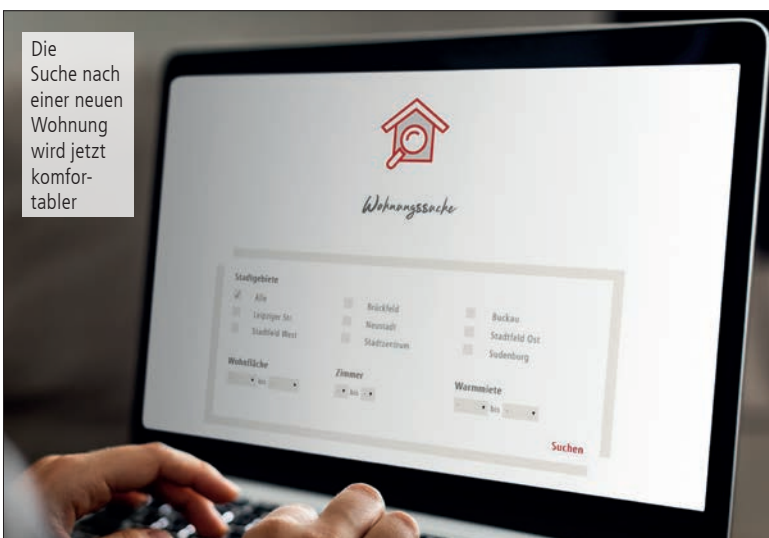 Die
Suche nach
einer neuen
Wohnung
wird jetzt
komfor-
tabler
Wohnungssuche
Stadtgebiete
Alle
Brückfeld
Buckau
Leipziger Str.
Neustadt
Stadtfeld Ost
Stadtfeld West
Stadtzentrum
Sudenburg
Wohnfläche
Zimmer
Warmmiete
bis
bis
- bis -
Suchen